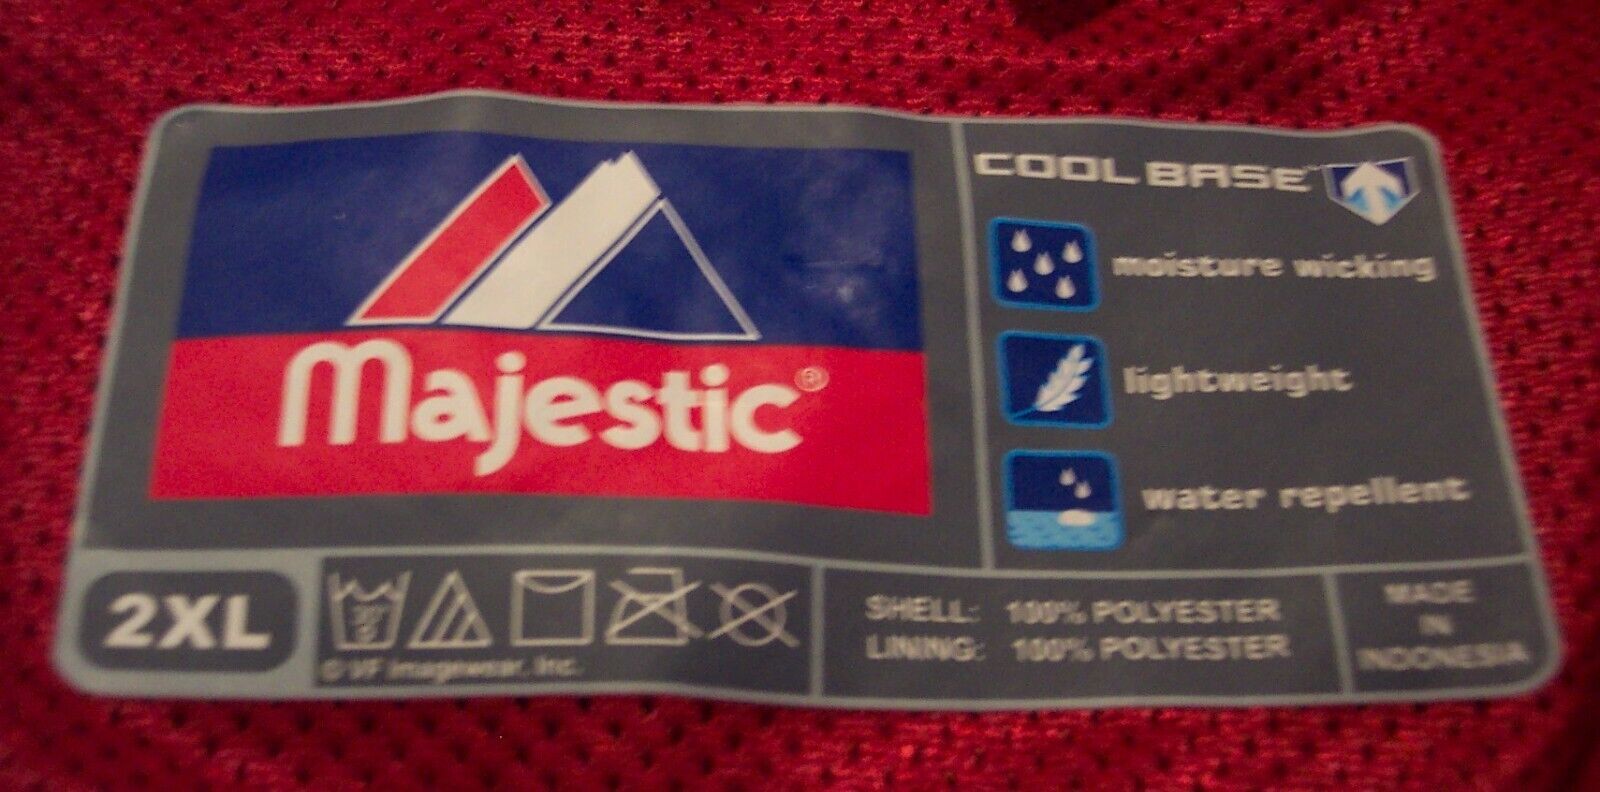 Majestic®
COOL BASE™
moisture wicking
lightweight
water repellent
2XL
© VF Imagewear, Inc.
SHELL: 100% POLYESTER
LINING: 100% POLYESTER
MADE
IN
INDONESIA